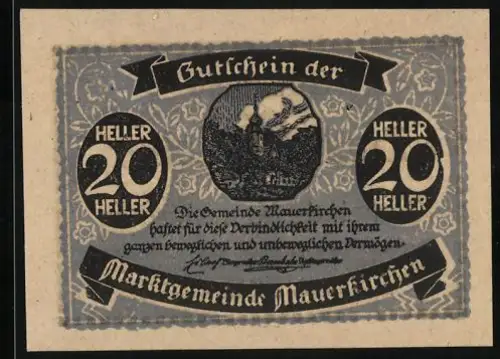 Gutschein der
HELLER
20
HELLER
HELLER
20
HELLER
Die Gemeinde Mauerkirchen
haftet für diese Verbindlichkeit mit ihrem
ganzen beweglichen und unbeweglichen Vermögen.
Marktgemeinde Mauerkirchen